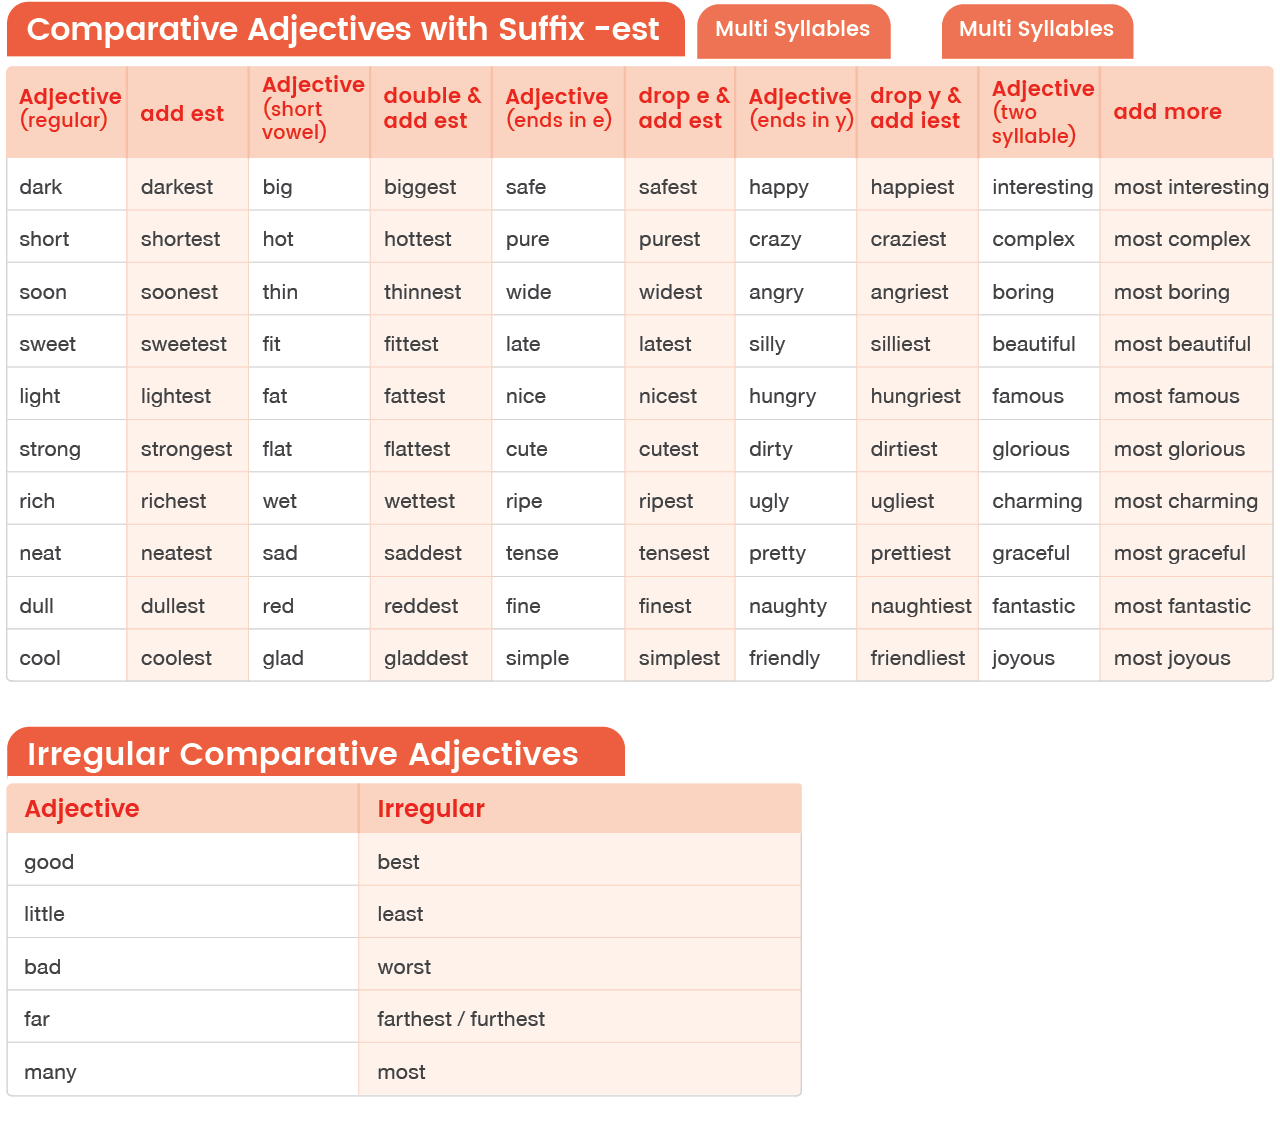 Comparative Adjectives with Suffix -est Multi Syllables Multi Syllables
Adjective (regular) add est Adjective (short vowel) double & add est Adjective (ends in e) drop e & add est Adjective (ends in y) drop y & add iest Adjective (two syllable) add more
dark darkest big biggest safe safest happy happiest interesting most interesting
short shortest hot hottest pure purest crazy craziest complex most complex
soon soonest thin thinnest wide widest angry angriest boring most boring
sweet sweetest fit fittest late latest silly silliest beautiful most beautiful
light lightest fat fattest nice nicest hungry hungriest famous most famous
strong strongest flat flattest cute cutest dirty dirtiest glorious most glorious
rich richest wet wettest ripe ripest ugly ugliest charming most charming
neat neatest sad saddest tense tensest pretty prettiest graceful most graceful
dull dullest red reddest fine finest naughty naughtiest fantastic most fantastic
cool coolest glad gladdest simple simplest friendly friendliest joyous most joyous
Irregular Comparative Adjectives
Adjective Irregular
good best
little least
bad worst
far farthest / furthest
many most